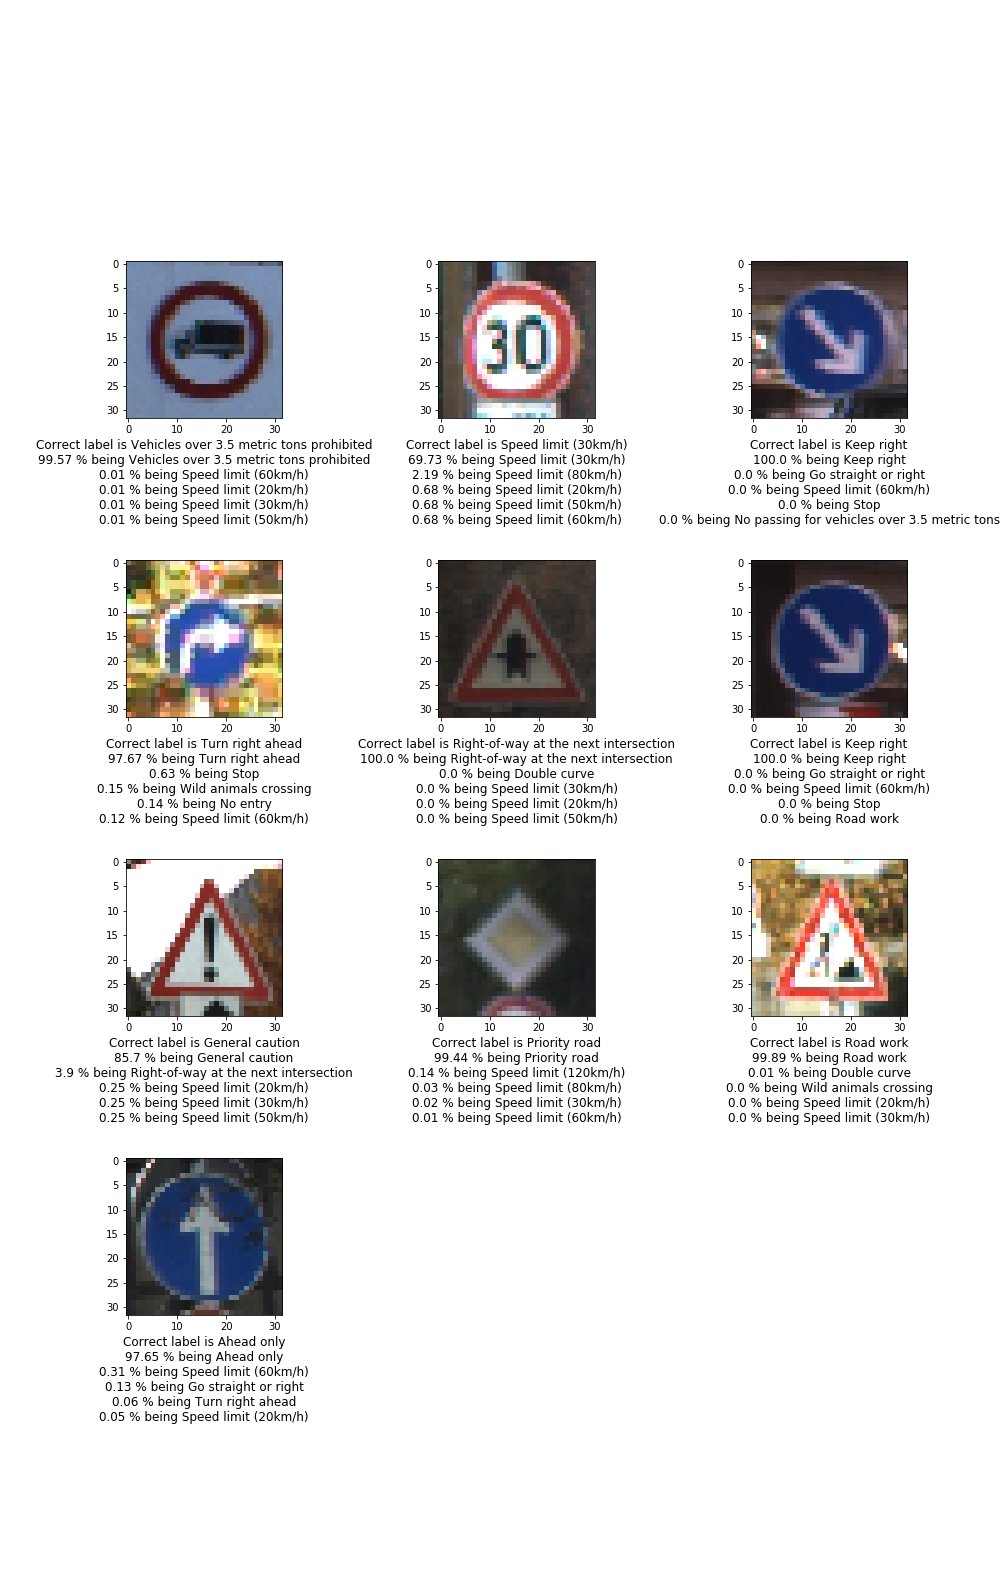 0
5
10
15
20
25
30
0 10 20 30
Correct label is Vehicles over 3.5 metric tons prohibited
99.57 % being Vehicles over 3.5 metric tons prohibited
0.01 % being Speed limit (60km/h)
0.01 % being Speed limit (20km/h)
0.01 % being Speed limit (30km/h)
0.01 % being Speed limit (50km/h)
0
5
10
15
20
25
30
30
0 10 20 30
Correct label is Speed limit (30km/h)
69.73 % being Speed limit (30km/h)
2.19 % being Speed limit (80km/h)
0.68 % being Speed limit (20km/h)
0.68 % being Speed limit (50km/h)
0.68 % being Speed limit (60km/h)
0
5
10
15
20
25
30
0 10 20 30
Correct label is Keep right
100.0 % being Keep right
0.0 % being Go straight or right
0.0 % being Speed limit (60km/h)
0.0 % being Stop
0.0 % being No passing for vehicles over 3.5 metric tons
0
5
10
15
20
25
30
0 10 20 30
Correct label is Turn right ahead
97.67 % being Turn right ahead
0.63 % being Stop
0.15 % being Wild animals crossing
0.14 % being No entry
0.12 % being Speed limit (60km/h)
0
5
10
15
20
25
30
0 10 20 30
Correct label is Right-of-way at the next intersection
100.0 % being Right-of-way at the next intersection
0.0 % being Double curve
0.0 % being Speed limit (30km/h)
0.0 % being Speed limit (20km/h)
0.0 % being Speed limit (50km/h)
0
5
10
15
20
25
30
0 10 20 30
Correct label is Keep right
100.0 % being Keep right
0.0 % being Go straight or right
0.0 % being Speed limit (60km/h)
0.0 % being Stop
0.0 % being Road work
0
5
10
15
20
25
30
0 10 20 30
Correct label is General caution
85.7 % being General caution
3.9 % being Right-of-way at the next intersection
0.25 % being Speed limit (20km/h)
0.25 % being Speed limit (30km/h)
0.25 % being Speed limit (50km/h)
0
5
10
15
20
25
30
0 10 20 30
Correct label is Priority road
99.44 % being Priority road
0.14 % being Speed limit (120km/h)
0.03 % being Speed limit (80km/h)
0.02 % being Speed limit (30km/h)
0.01 % being Speed limit (60km/h)
0
5
10
15
20
25
30
0 10 20 30
Correct label is Road work
99.89 % being Road work
0.01 % being Double curve
0.0 % being Wild animals crossing
0.0 % being Speed limit (20km/h)
0.0 % being Speed limit (30km/h)
0
5
10
15
20
25
30
0 10 20 30
Correct label is Ahead only
97.65 % being Ahead only
0.31 % being Speed limit (60km/h)
0.13 % being Go straight or right
0.06 % being Turn right ahead
0.05 % being Speed limit (20km/h)